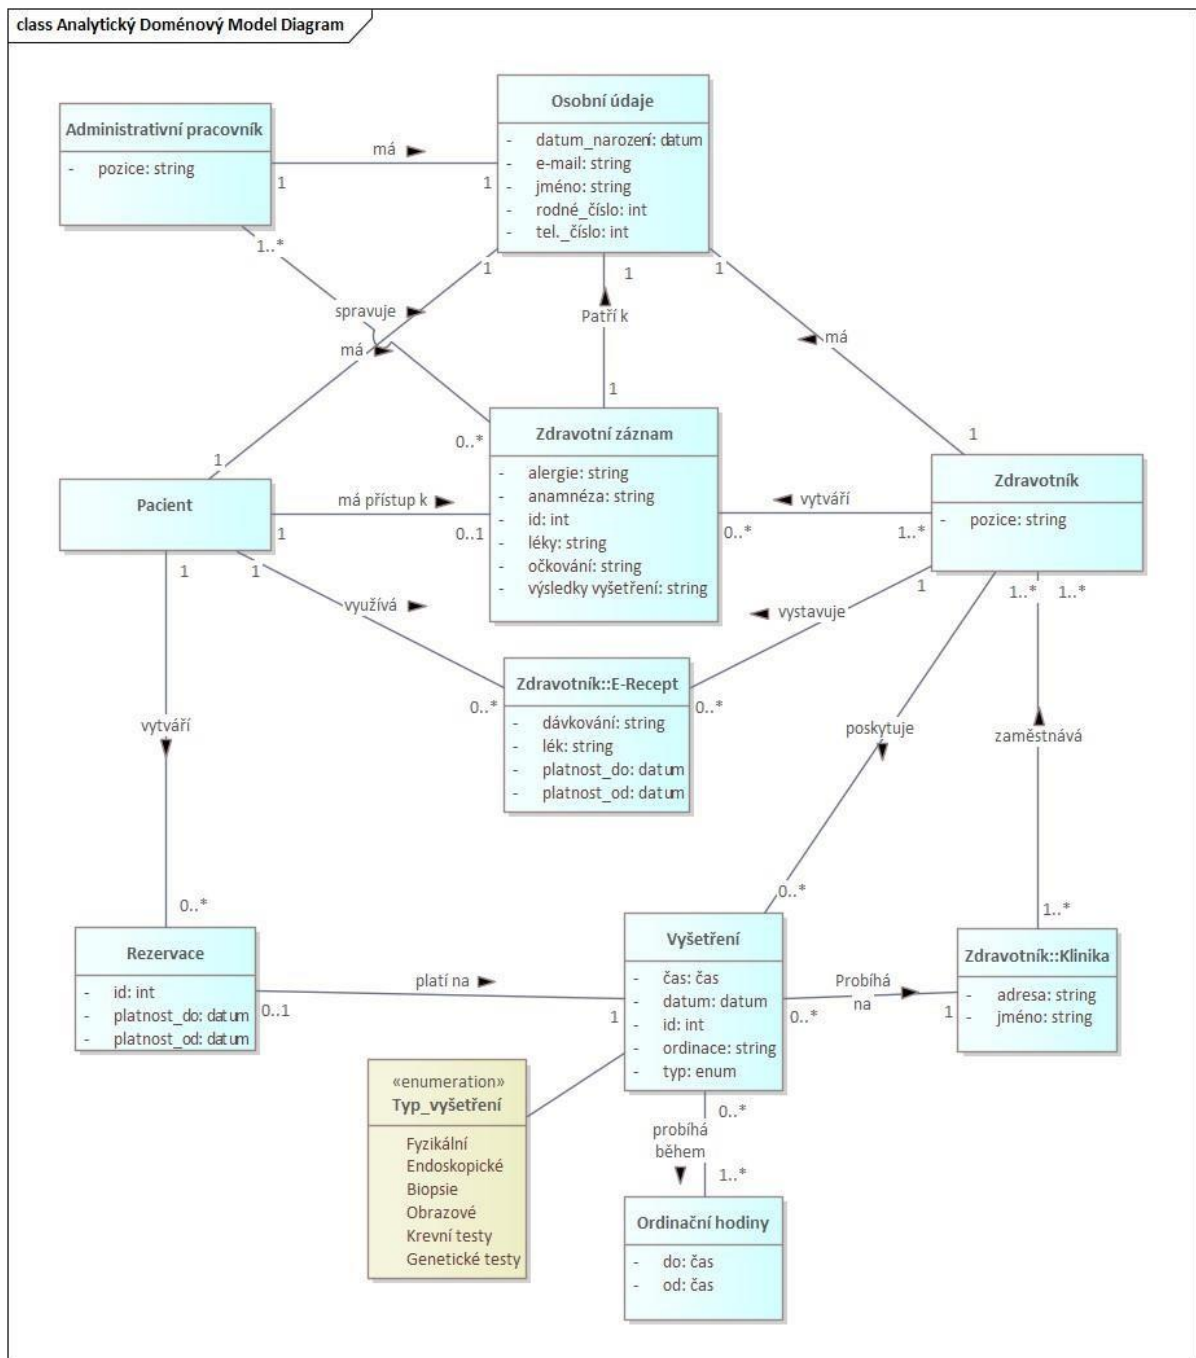 class Analytický Doménový Model Diagram
Administrativní pracovník
- pozice: string
má
1
1
Osobní údaje
- datum_narození: datum
- e-mail: string
- jméno: string
- rodné_číslo: int
- tel._číslo: int
1..*
1
1
1
spravuje
má
Patří k
má
1
0..*
1
1
Zdravotní záznam
- alergie: string
- anamnéza: string
- id: int
- léky: string
- očkování: string
- výsledky vyšetření: string
Pacient
má přístup k
1
0..1
Zdravotník
- pozice: string
vytváří
0..*
1..*
1
1
využívá
vystavuje
1
1..*
1..*
Zdravotník::E-Recept
- dávkování: string
- lék: string
- platnost_do: datum
- platnost_od: datum
0..*
0..*
vytváří
poskytuje
zaměstnává
0..*
0..*
1..*
Rezervace
- id: int
- platnost_do: datum
- platnost_od: datum
platí na
0..1
1
Vyšetření
- čas: čas
- datum: datum
- id: int
- ordinace: string
- typ: enum
Probíhá
na
0..*
1
Zdravotník::Klinika
- adresa: string
- jméno: string
«enumeration»
Typ_vyšetření
Fyzikální
Endoskopické
Biopsie
Obrazové
Krevní testy
Genetické testy
0..*
probíhá
během
1..*
Ordinační hodiny
- do: čas
- od: čas